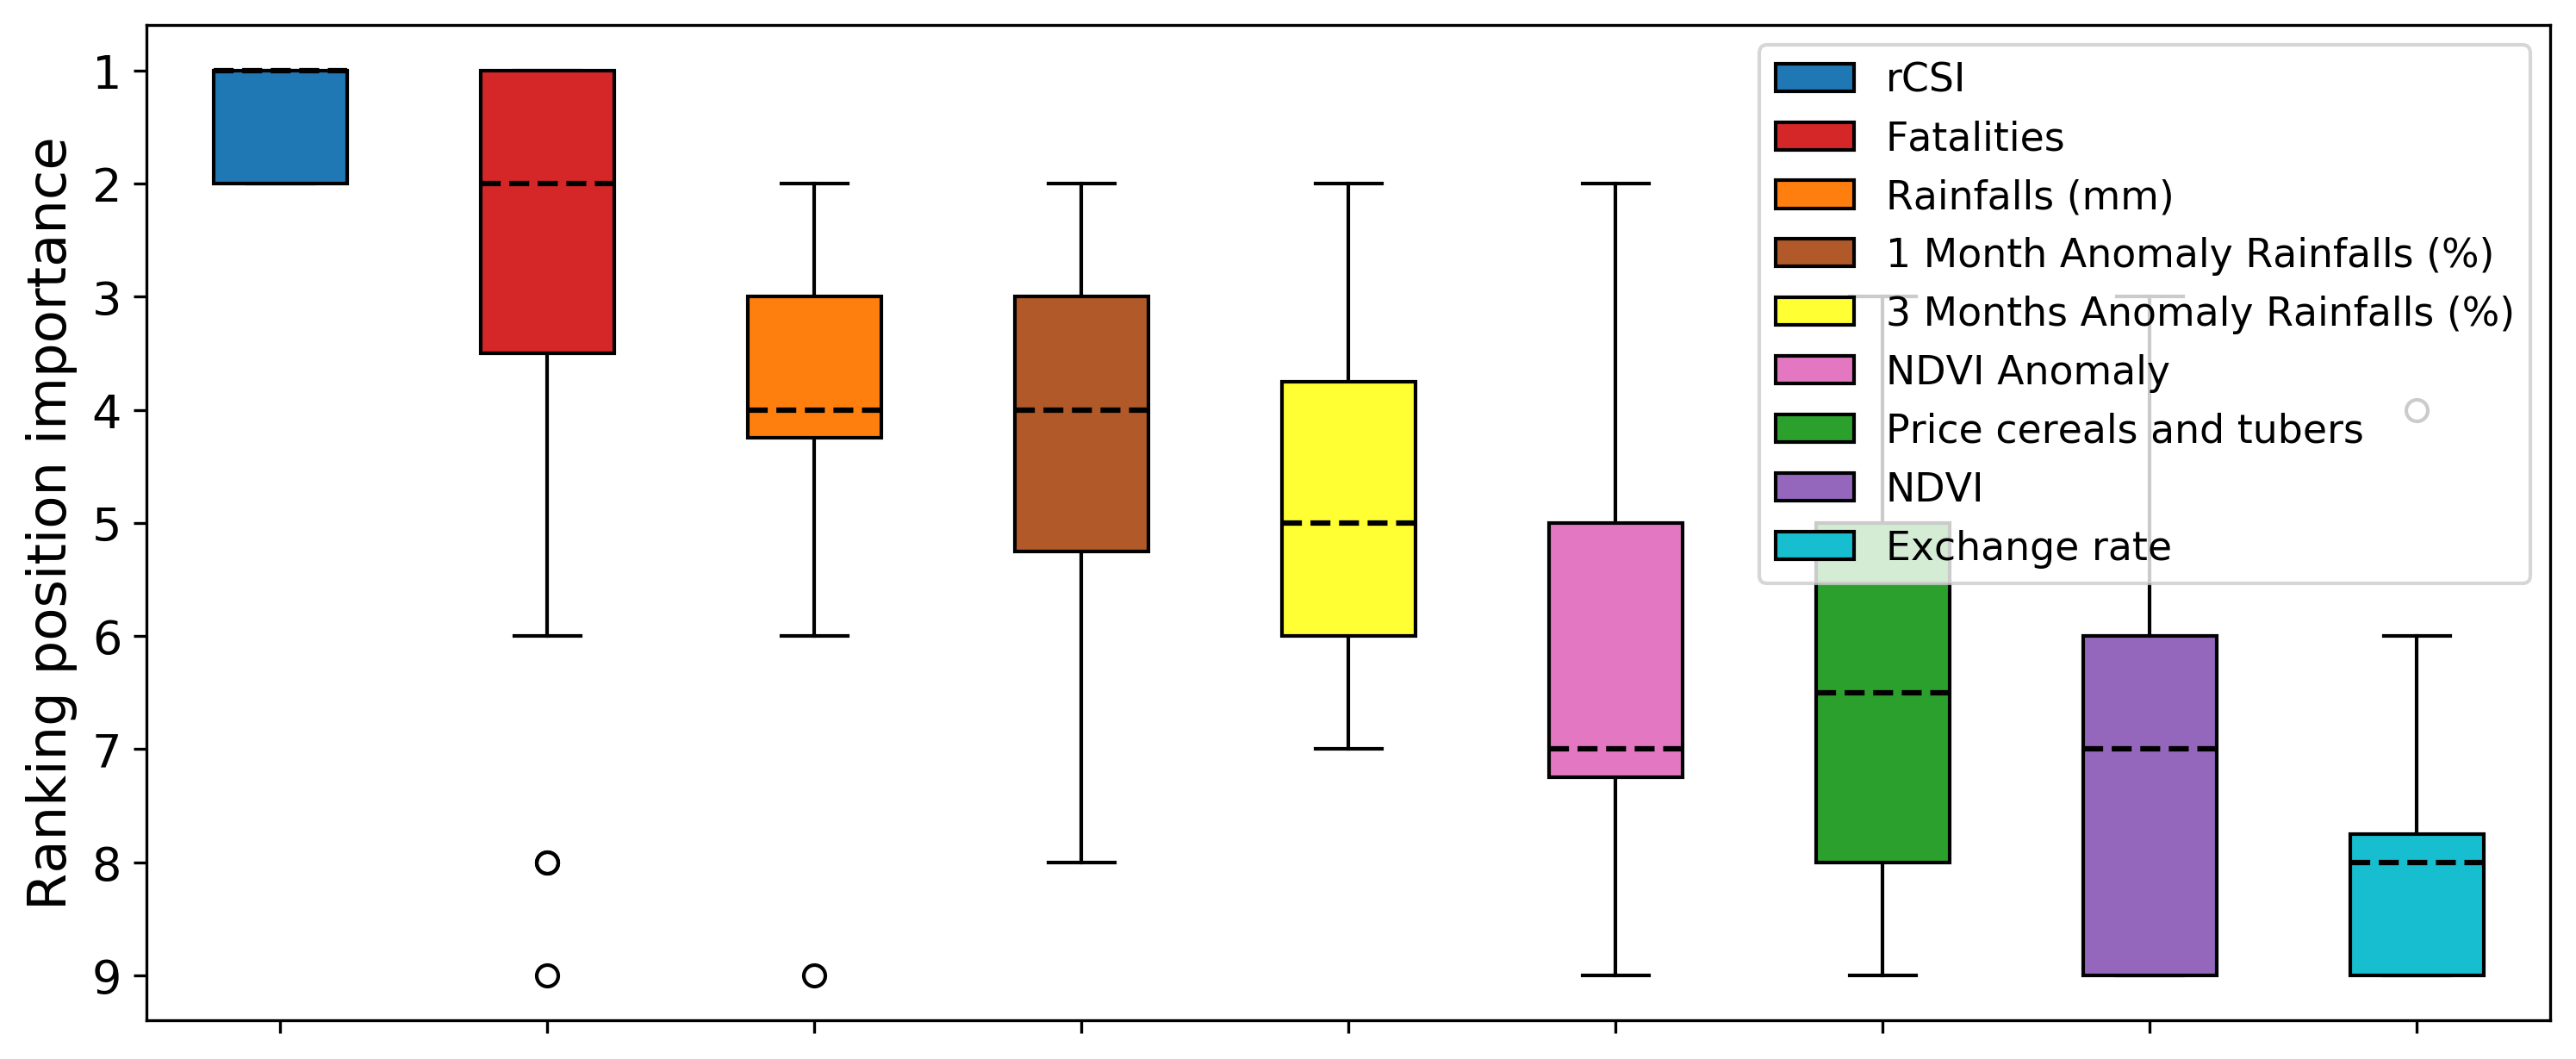 Ranking position importance
1
2
3
4
5
6
7
8
9
rCSI
Fatalities
Rainfalls (mm)
1 Month Anomaly Rainfalls (%)
3 Months Anomaly Rainfalls (%)
NDVI Anomaly
Price cereals and tubers
NDVI
Exchange rate